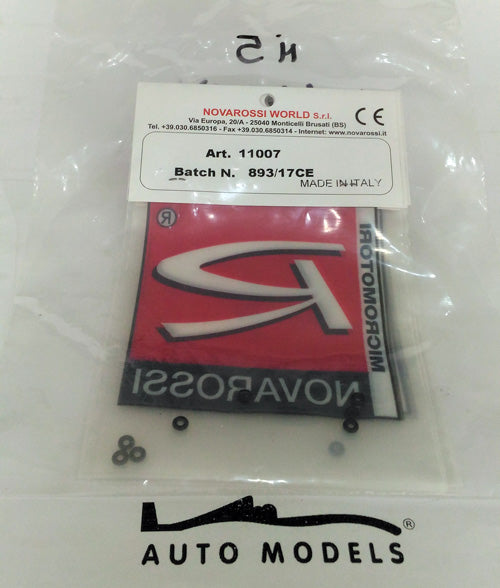 N5
NOVAROSSI WORLD S.r.l.
Via Europa, 20/A - 25040 Monticelli Brusati (BS)
Tel. +39.030.6850316 - Fax +39.030.6850314 - Internet: www.novarossi.it
CE
Art. 11007
Batch N. 893/17CE
MADE IN ITALY
®
MICROMOTORI
NOVAROSSI
®
AUTO MODELS